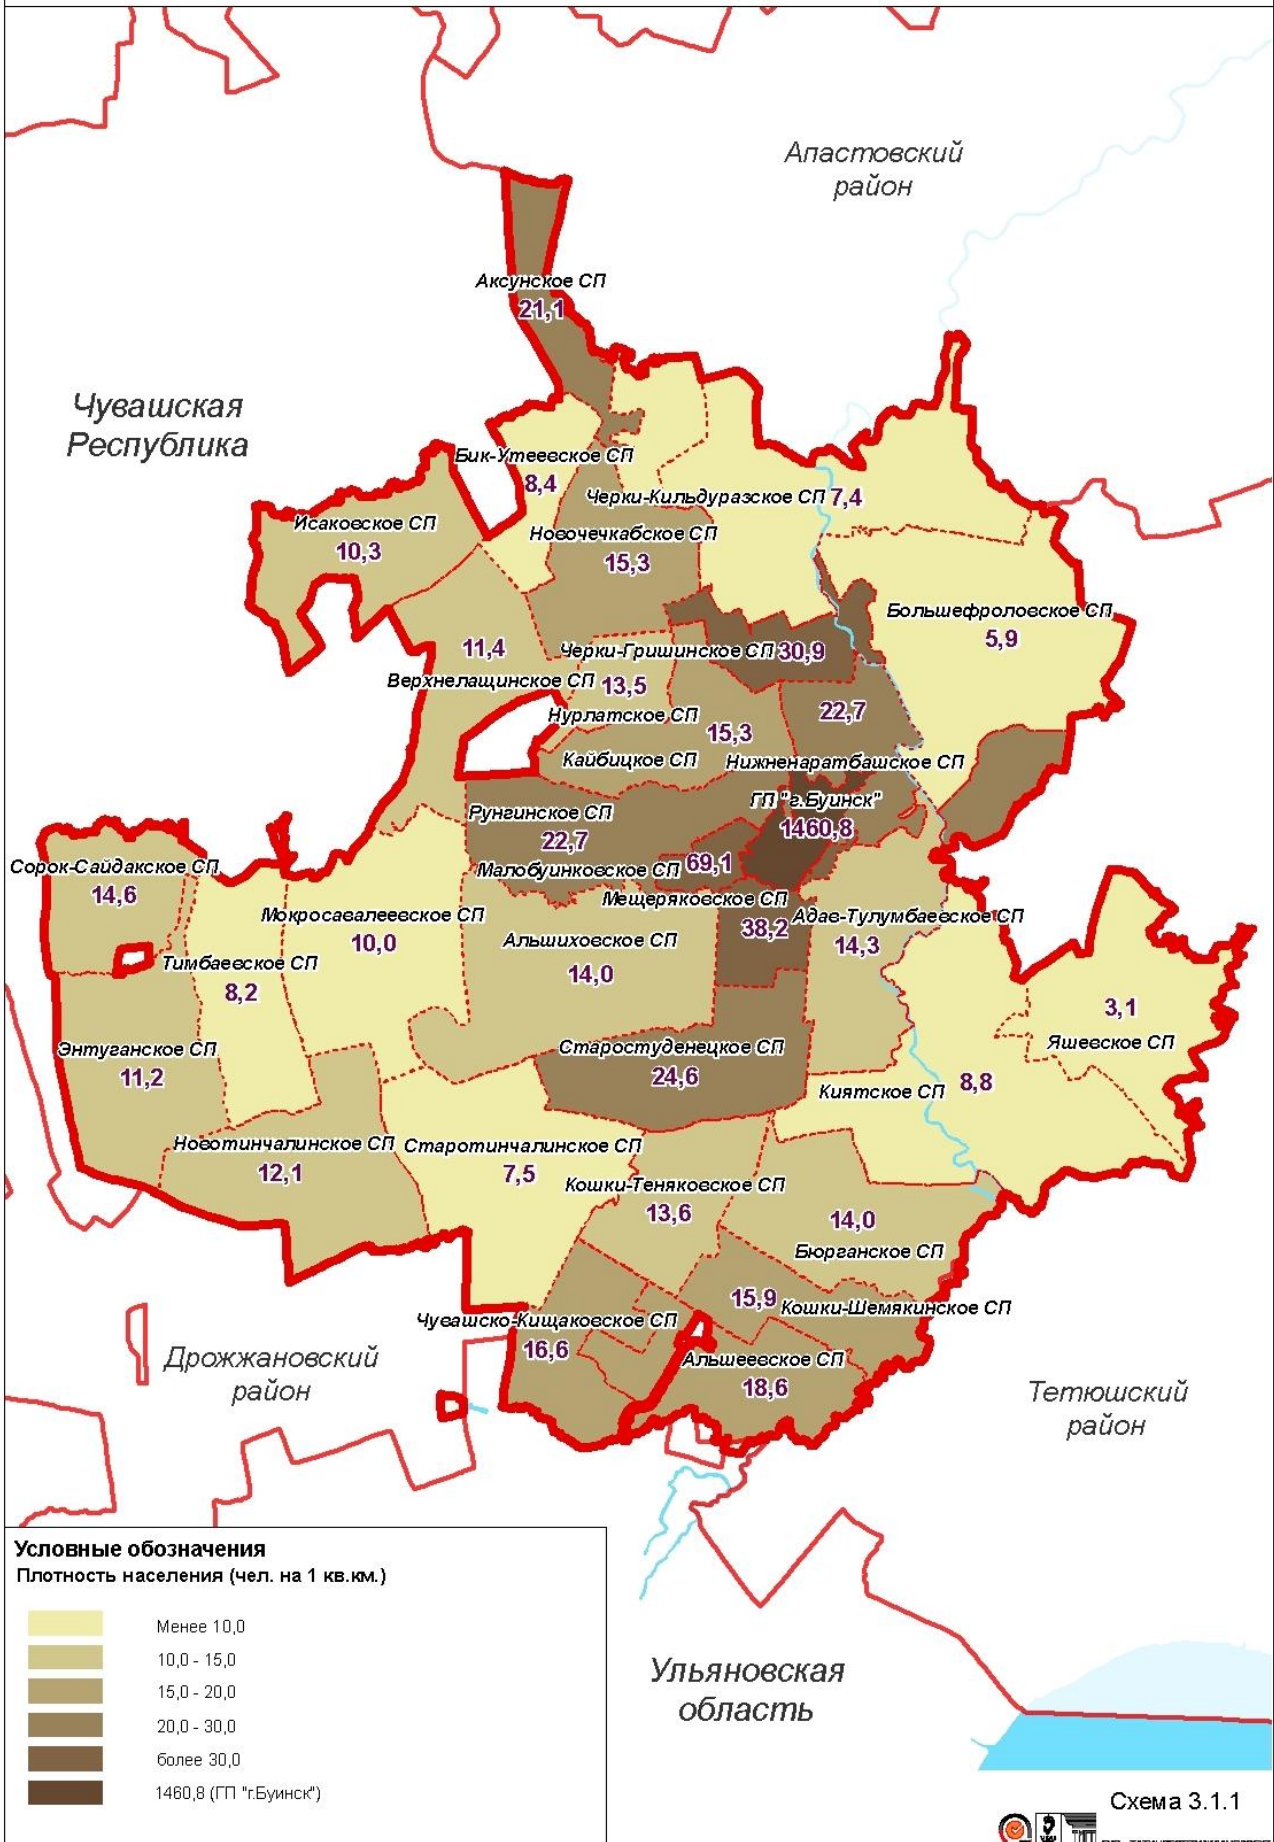 Апастовский
район
Аксунское СП
21,1
Чувашская
Республика
Бик-Утеевское СП
8,4
Черки-Кильдуразское СП 7,4
Исаковское СП
10,3
Новочечкабское СП
15,3
Большефроловское СП
5,9
11,4
Верхнелащинское СП
Черки-Гришинское СП 30,9
13,5
Нурлатское СП
22,7
15,3
Кайбицкое СП
Нижненаратбашское СП
ГП "г.Буинск"
1460,8
Рунгинское СП
22,7
69,1
Малобуинковское СП
Сорок-Сайдакское СП
14,6
Мещеряковское СП
38,2
Мокросавалеевское СП
10,0
Адав-Тулумбаевское СП
14,3
Альшиховское СП
14,0
Тимбаевское СП
8,2
3,1
Яшевское СП
Энтуганское СП
11,2
Старостуденецкое СП
24,6
Киятское СП
8,8
Новотинчалинское СП
12,1
Старотинчалинское СП
7,5
Кошки-Теняковское СП
13,6
14,0
Бюрганское СП
15,9
Кошки-Шемякинское СП
Чувашско-Кищаковское СП
16,6
Альшеевское СП
18,6
Дрожжановский
район
Тетюшский
район
Ульяновская
область
Условные обозначения
Плотность населения (чел. на 1 кв.км.)
Менее 10,0
10,0 - 15,0
15,0 - 20,0
20,0 - 30,0
более 30,0
1460,8 (ГП "г.Буинск")
Схема 3.1.1